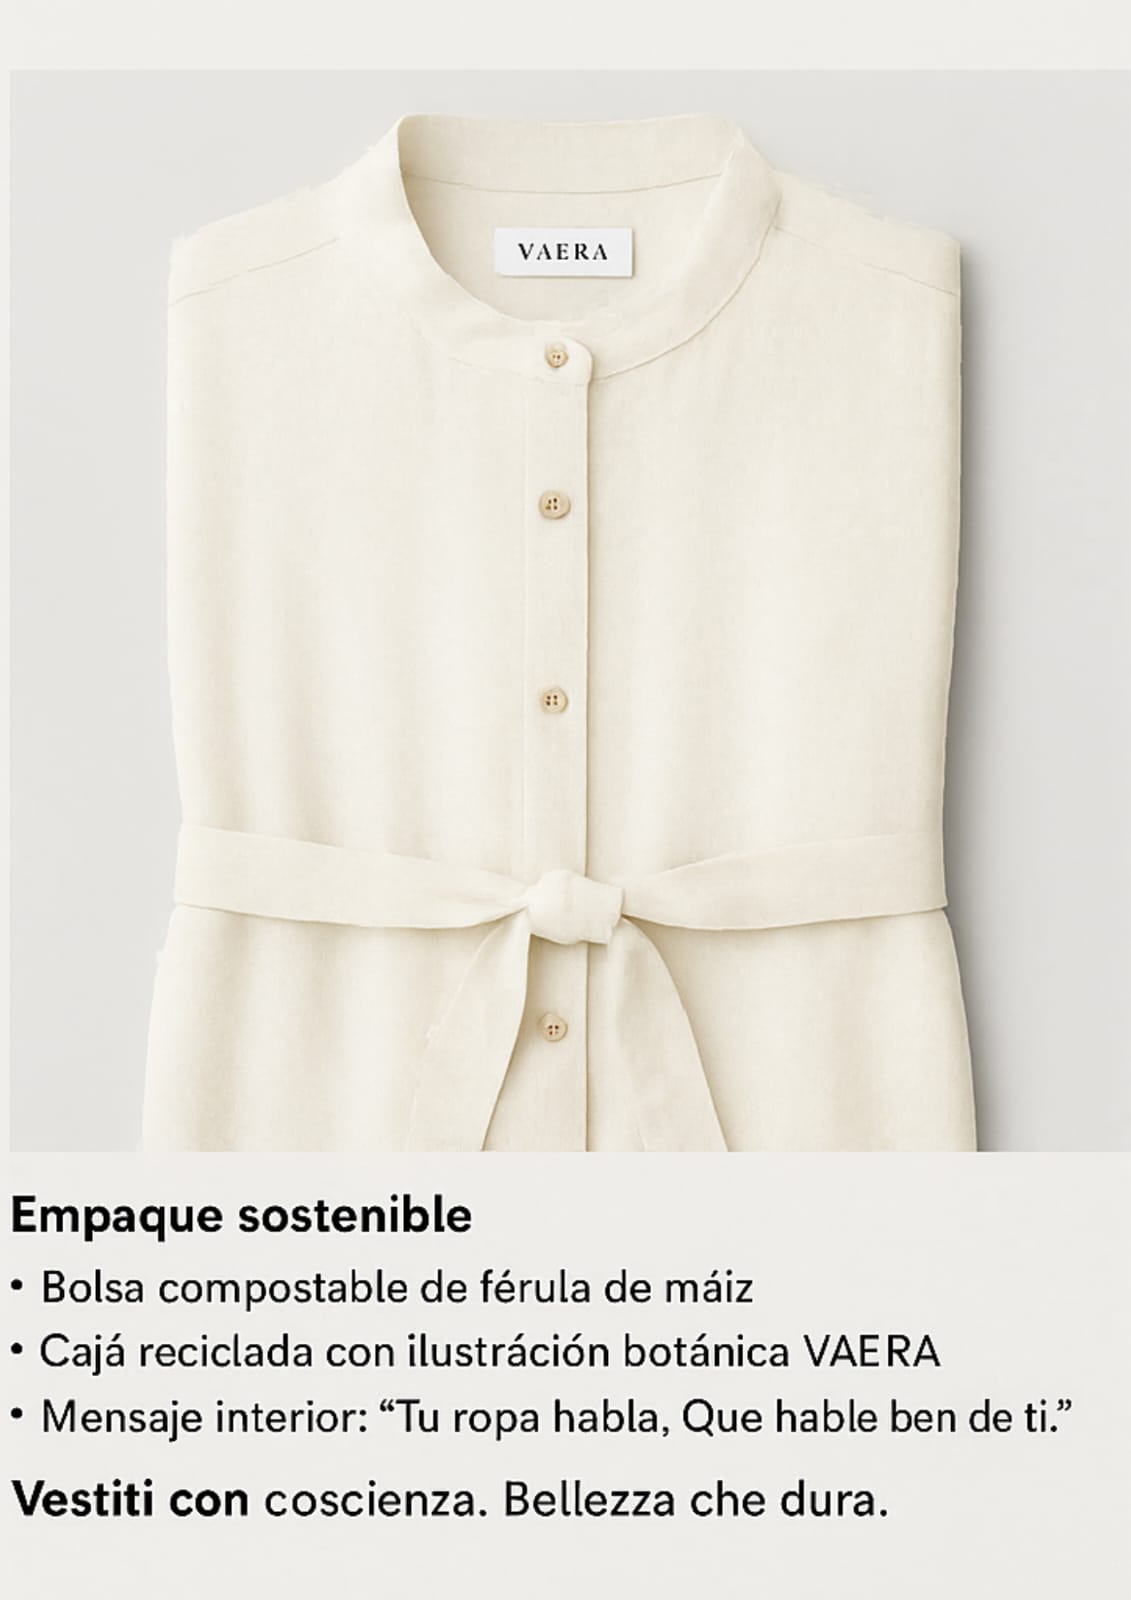 VAERA
Empaque sostenible
• Bolsa compostable de férula de máiz
• Cajá reciclada con ilustráción botánica VAERA
• Mensaje interior: “Tu ropa habla, Que hable ben de ti.”
Vestiti con coscienza. Bellezza che dura.